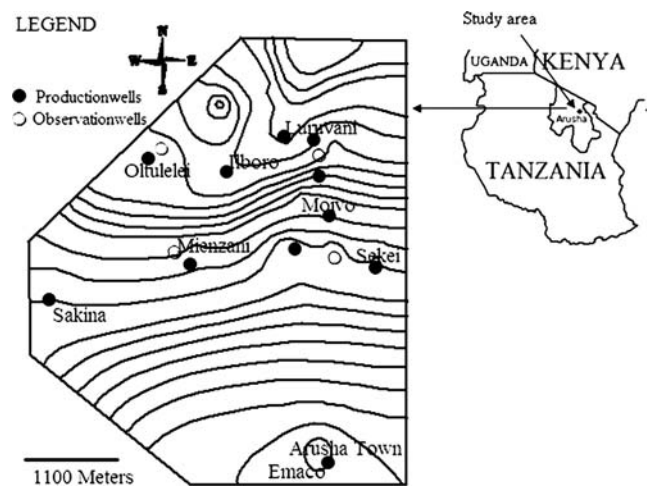 LEGEND
N
W E
S
Productionwells
Observationwells
Study area
UGANDA KENYA
Arusha
TANZANIA
Lumvani
Oltulelei
Ilboro
Moivo
Mienzani
Sekei
Sakina
Arusha Town
Emaco
1100 Meters